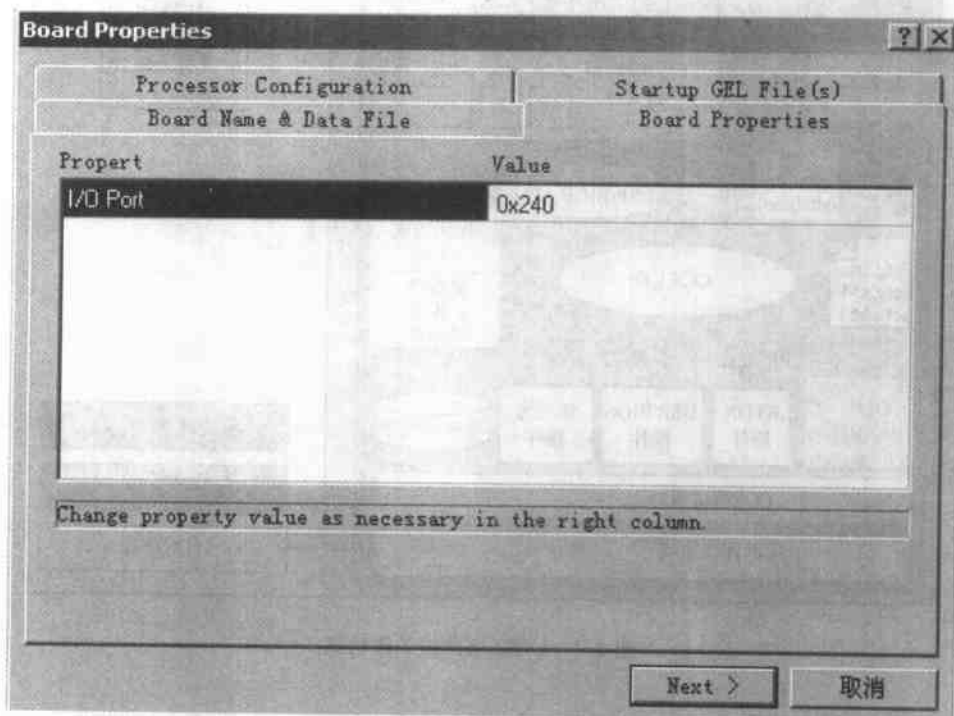 Board Properties
Processor Configuration
Startup GEL File(s)
Board Name & Data File
Board Properties
Propert
Value
I/O Port
0x240
Change property value as necessary in the right column.
Next >
取消